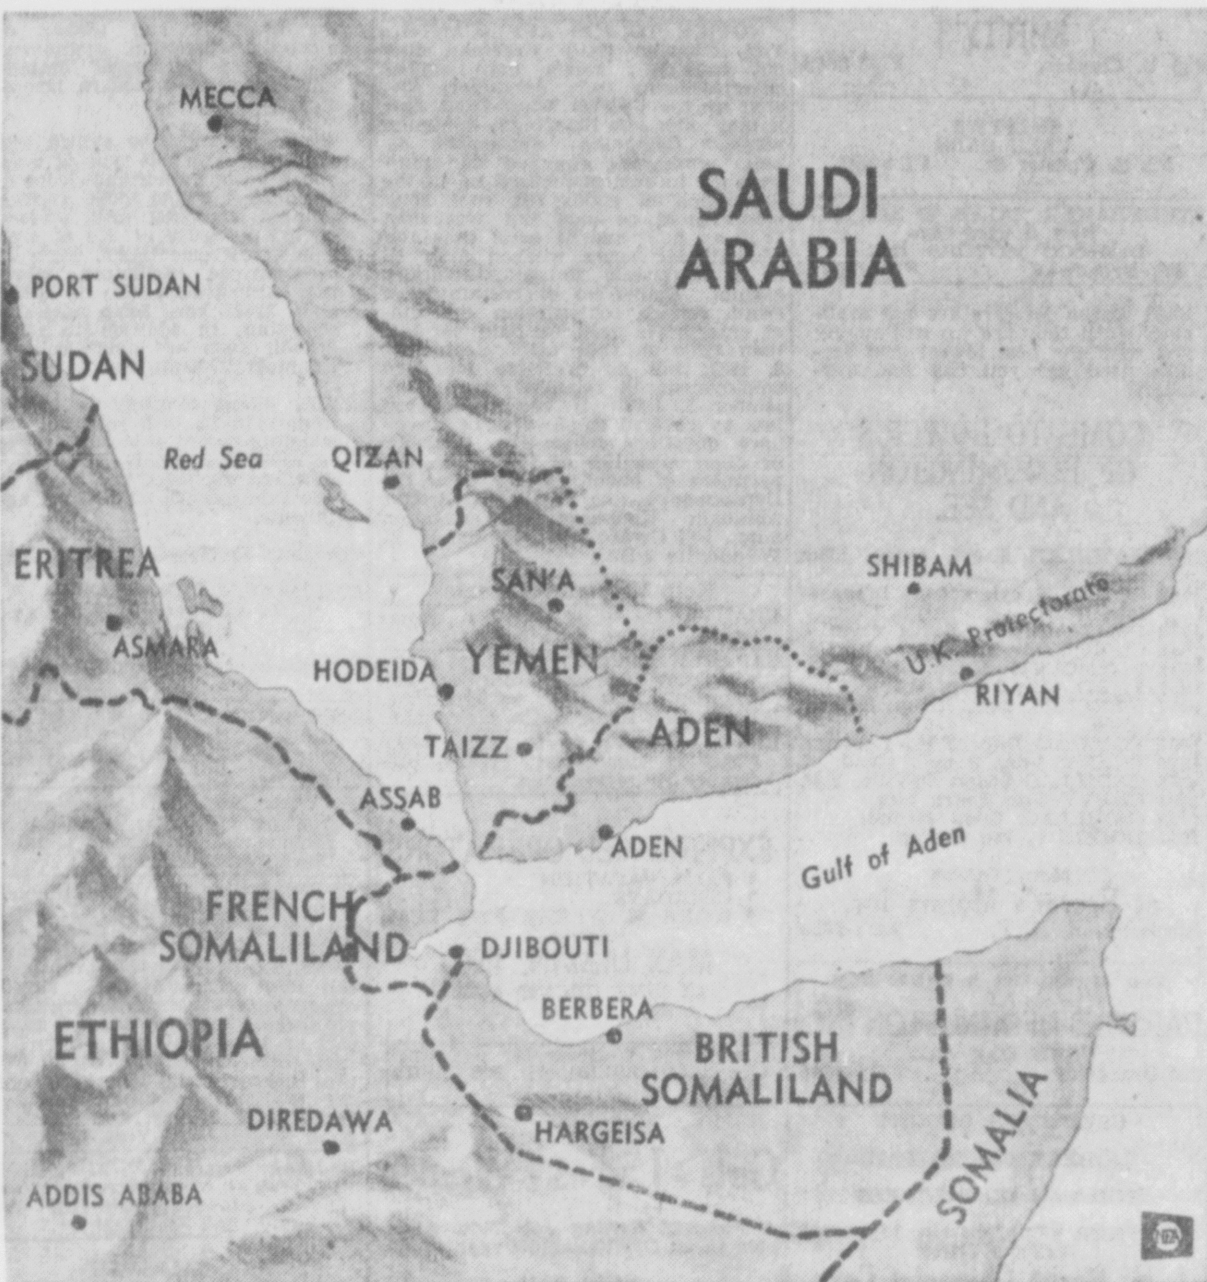 MECCA
SAUDI
ARABIA
PORT SUDAN
SUDAN
Red Sea
QIZAN
ERITREA
SAN'A
SHIBAM
ASMARA
U.K. Protectorate
HODEIDA
YEMEN
RIYAN
TAIZZ
ADEN
ASSAB
ADEN
Gulf of Aden
FRENCH
SOMALILAND
DJIBOUTI
BERBERA
ETHIOPIA
BRITISH
SOMALILAND
DIREDAWA
HARGEISA
SOMALIA
ADDIS ABABA
NEA